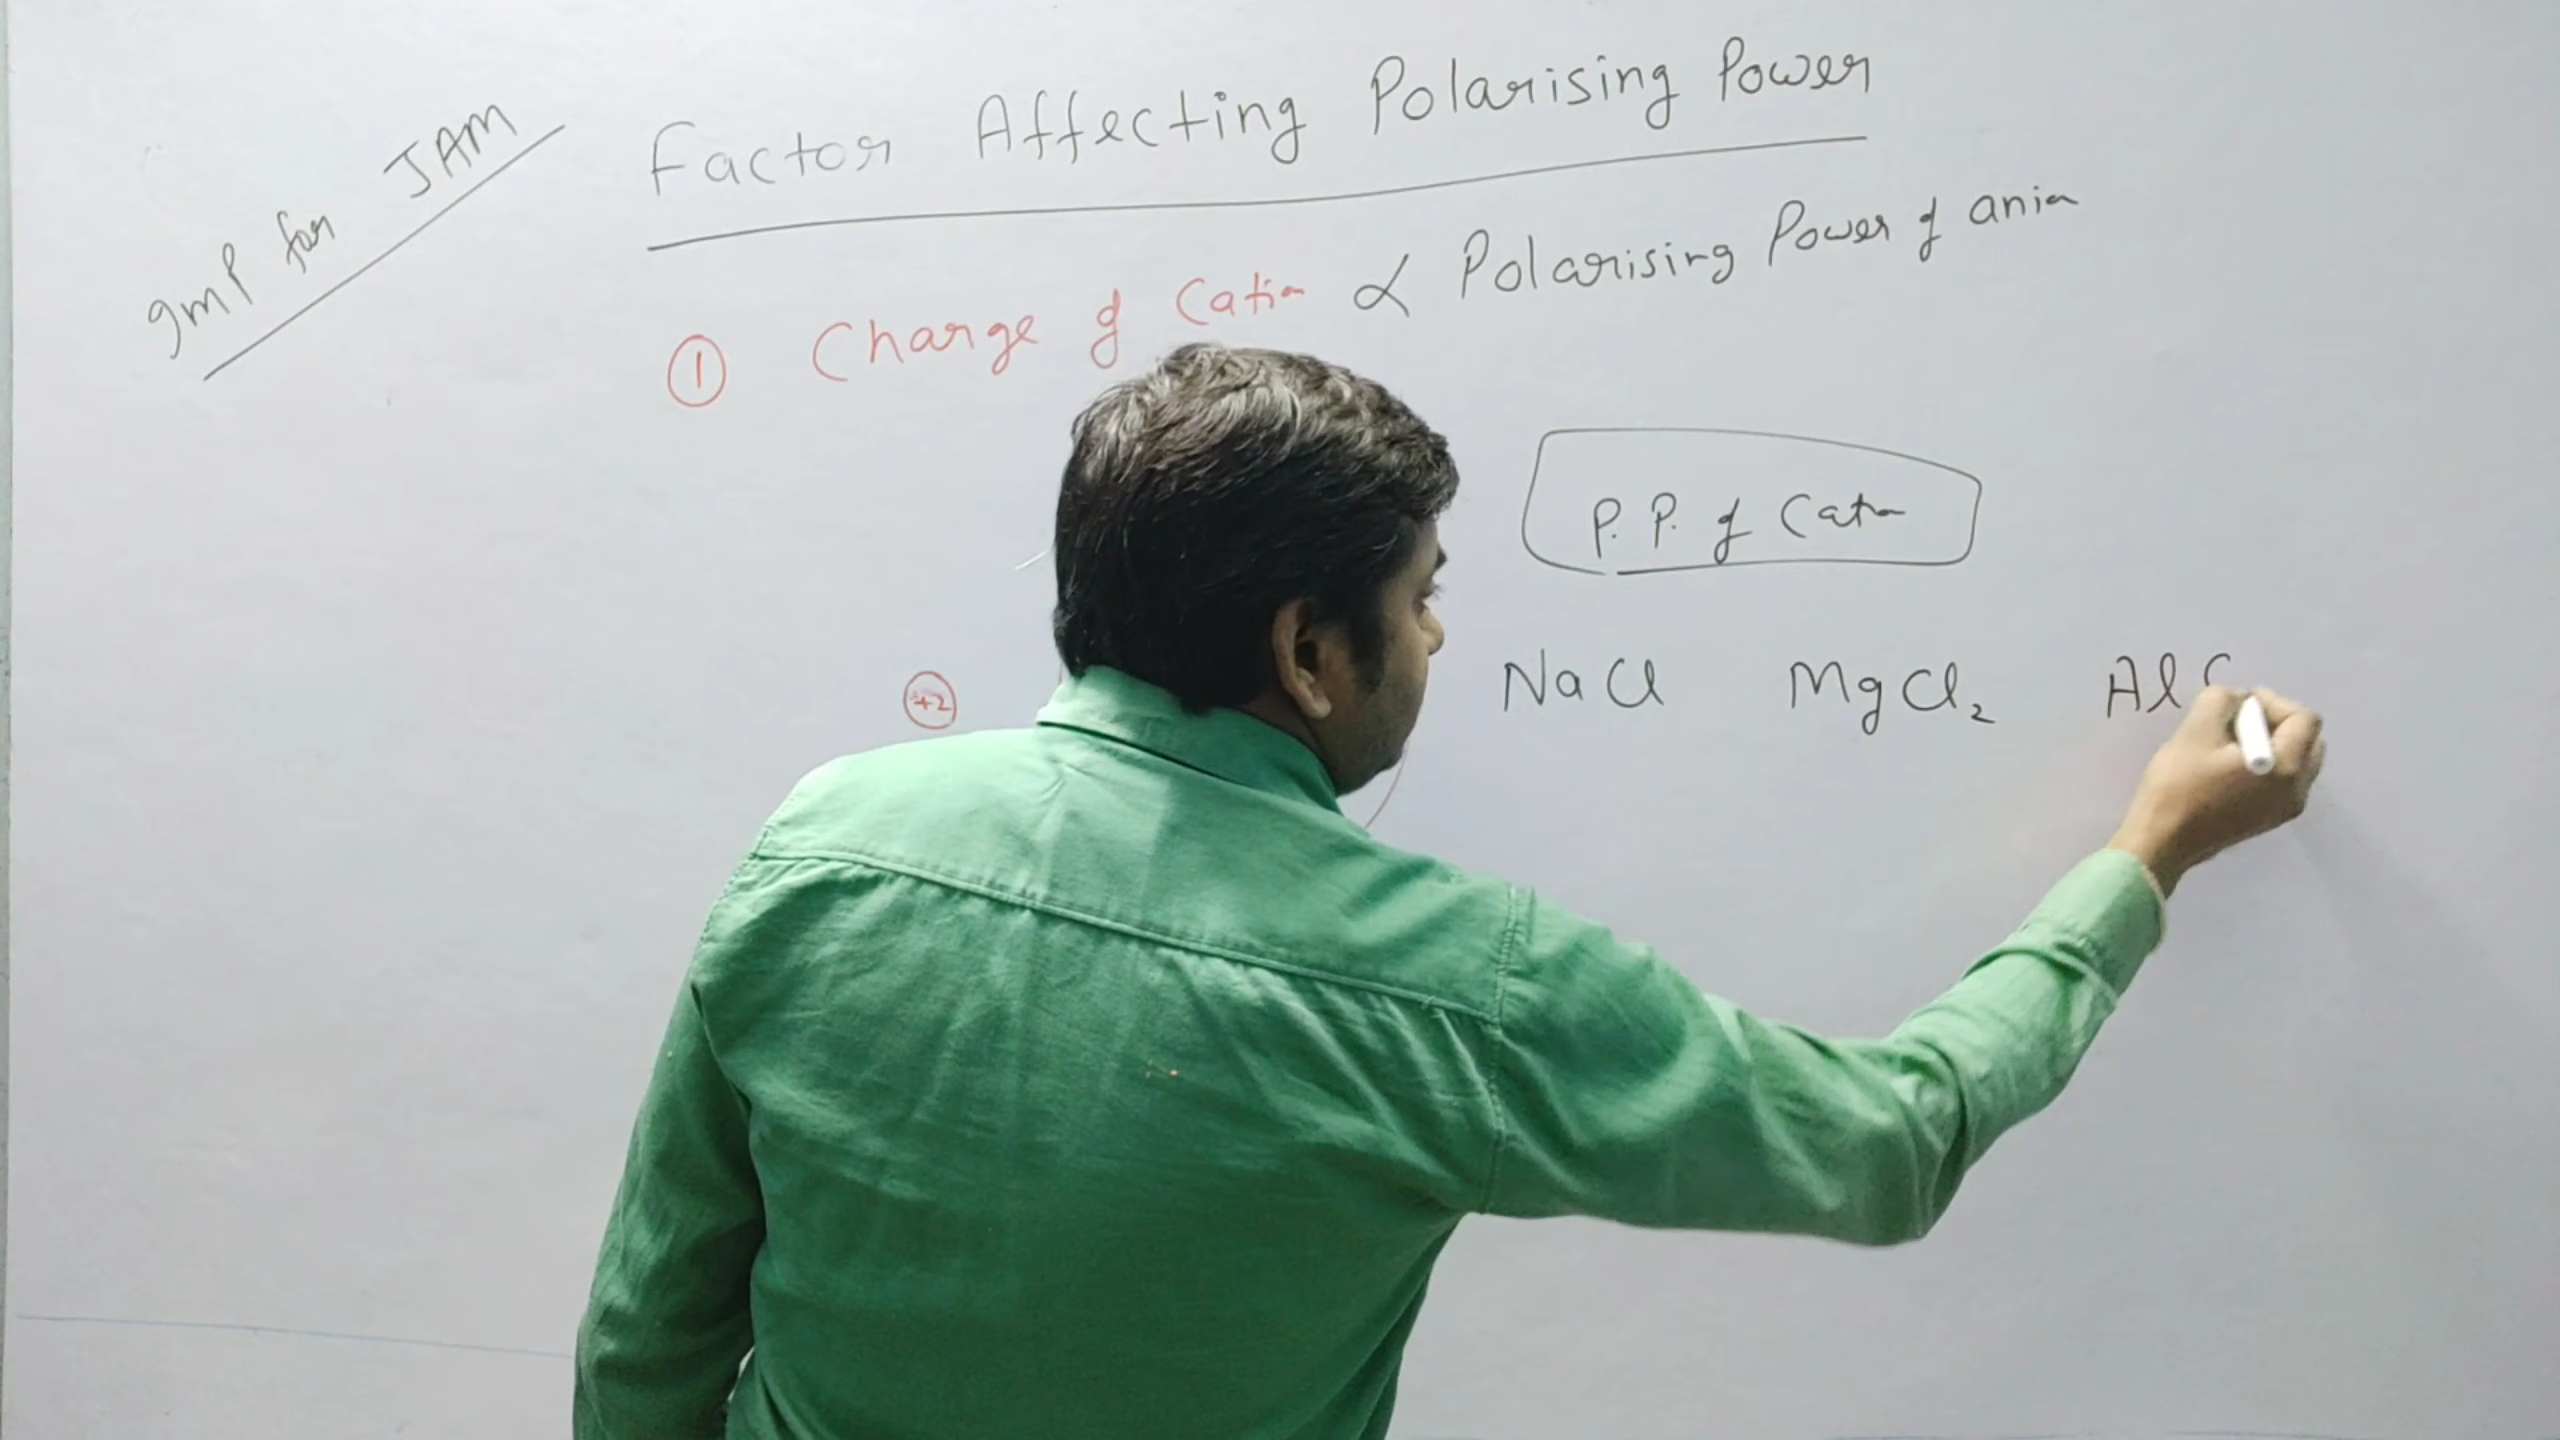 Imp for JAM
Factor Affecting Polarising Power
① Charge of Cation ∝ Polarising Power of anion
P.P. of Cation
+2 NaCl MgCl₂ AlC